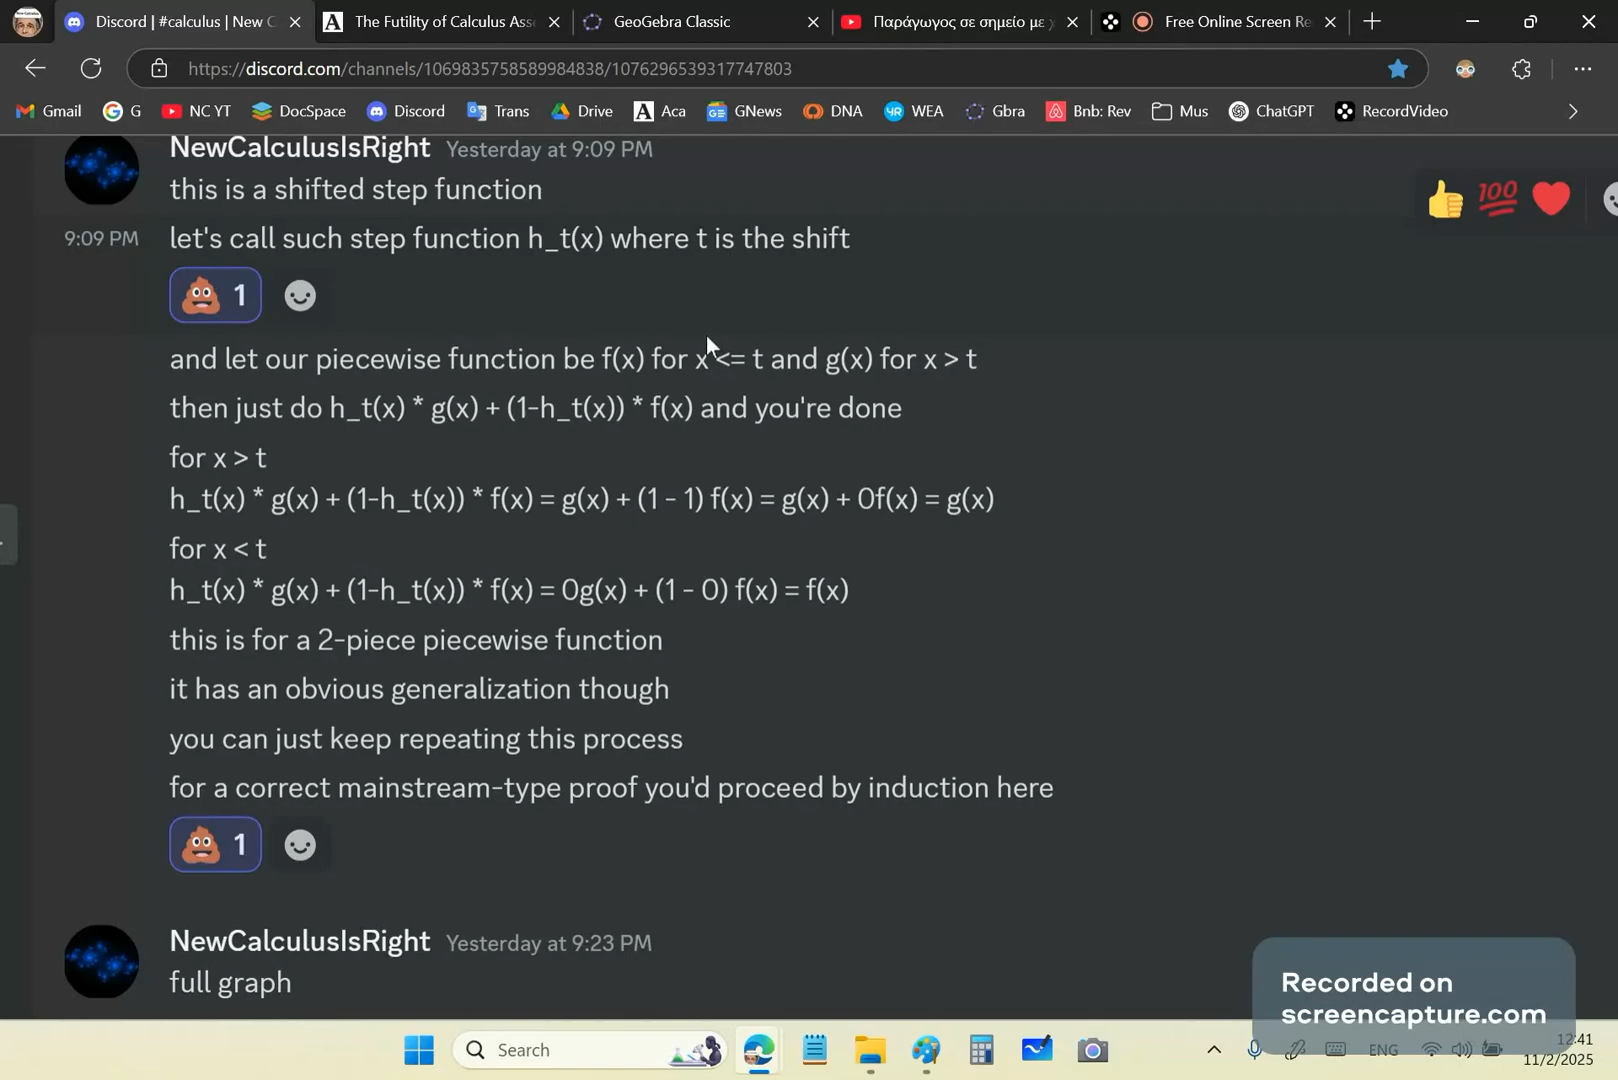 Discord | #calculus | New C
The Futility of Calculus Ass
GeoGebra Classic
Παράγωγος σε σημείο με χ
Free Online Screen Re
https://discord.com/channels/1069835758589984838/1076296539317747803
Gmail
G
NC YT
DocSpace
Discord
Trans
Drive
Aca
GNews
DNA
WEA
Gbra
Bnb: Rev
Mus
ChatGPT
RecordVideo
NewCalculusIsRight Yesterday at 9:09 PM
this is a shifted step function
9:09 PM let's call such step function h_t(x) where t is the shift
1
and let our piecewise function be f(x) for x <= t and g(x) for x > t
then just do h_t(x) * g(x) + (1-h_t(x)) * f(x) and you're done
for x > t
h_t(x) * g(x) + (1-h_t(x)) * f(x) = g(x) + (1 - 1) f(x) = g(x) + 0f(x) = g(x)
for x < t
h_t(x) * g(x) + (1-h_t(x)) * f(x) = 0g(x) + (1 - 0) f(x) = f(x)
this is for a 2-piece piecewise function
it has an obvious generalization though
you can just keep repeating this process
for a correct mainstream-type proof you'd proceed by induction here
1
NewCalculusIsRight Yesterday at 9:23 PM
full graph
100
Recorded on
screencapture.com
Search
ENG
12:41
11/2/2025